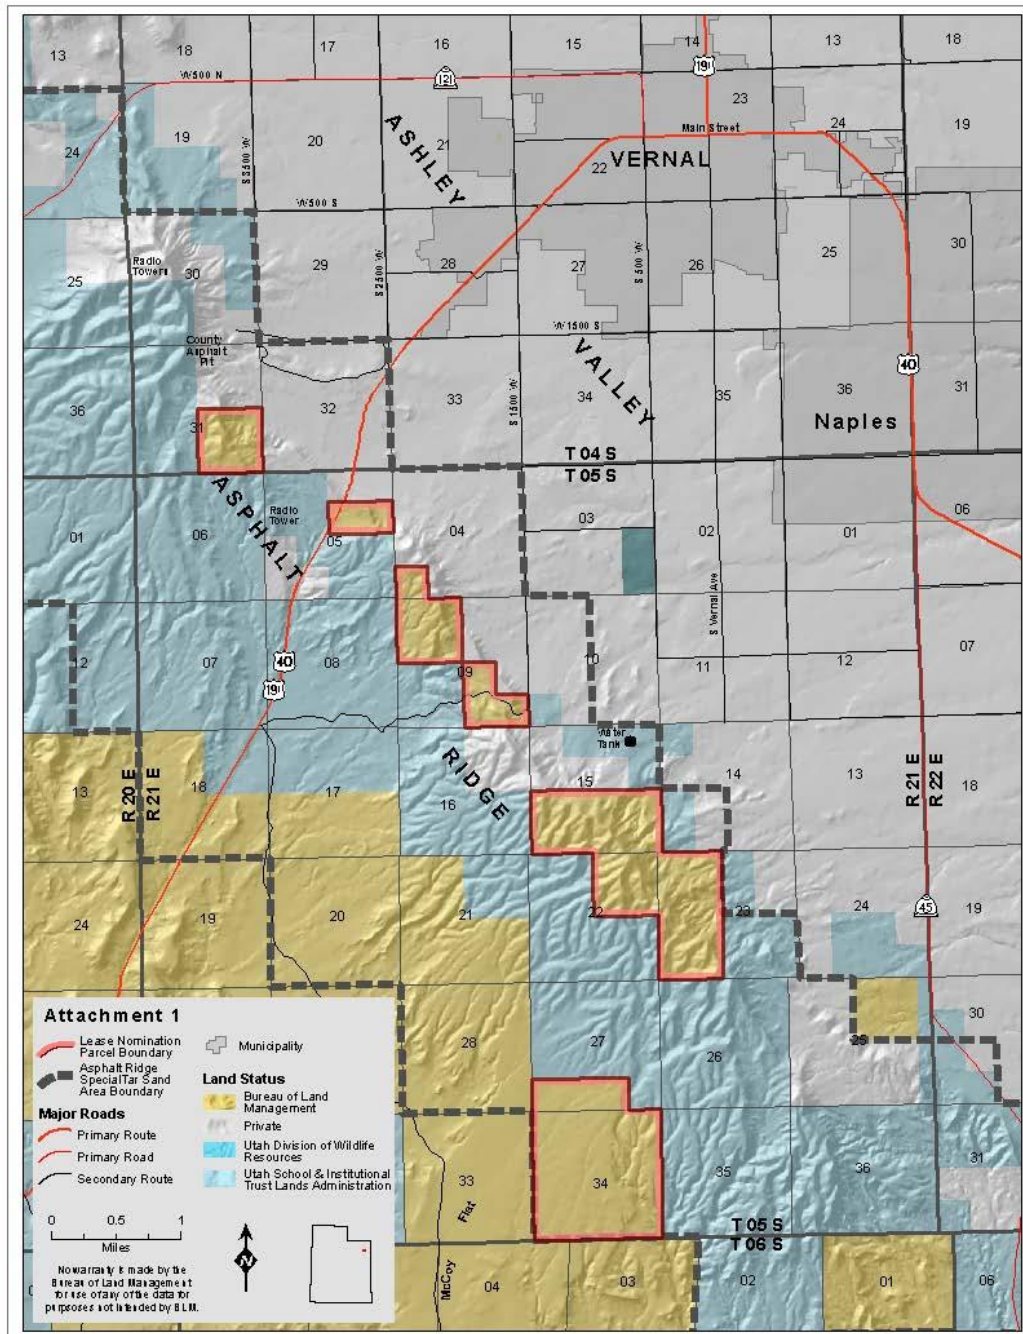 13
18
17
16
15
14
13
18
W 500 N
121
191
23
19
24
19
20
21
ASHLEY
Main Street
24
22
VERNAL
S 3500 W
W 500 S
25
Radio
Tower
30
29
S 2500 W
28
27
S 500 W
26
25
30
W 1500 S
County
Asphalt
Pit
VALLEY
40
36
31
32
33
S 1500 W
34
35
36
31
Naples
T 04 S
T 05 S
ASPHALT
Radio
Tower
01
06
05
04
03
02
01
06
S Vernal Ave
12
07
40
191
08
09
10
11
12
07
Water
Tank
RIDGE
R 20 E
R 21 E
13
18
17
16
15
14
13
R 21 E
R 22 E
18
24
19
20
21
22
23
24
45
19
28
27
26
25
30
33
34
35
36
31
Flat
McCoy
T 05 S
T 06 S
04
03
02
01
06
Attachment 1
Lease Nomination
Parcel Boundary
Asphalt Ridge
Special Tar Sand
Area Boundary
Major Roads
Primary Route
Primary Road
Secondary Route
Municipality
Land Status
Bureau of Land
Management
Private
Utah Division of Wildlife
Resources
Utah School & Institutional
Trust Lands Administration
0 0.5 1
Miles
No warranty is made by the
Bureau of Land Management
for use of any of the data for
purposes not intended by BLM.
N